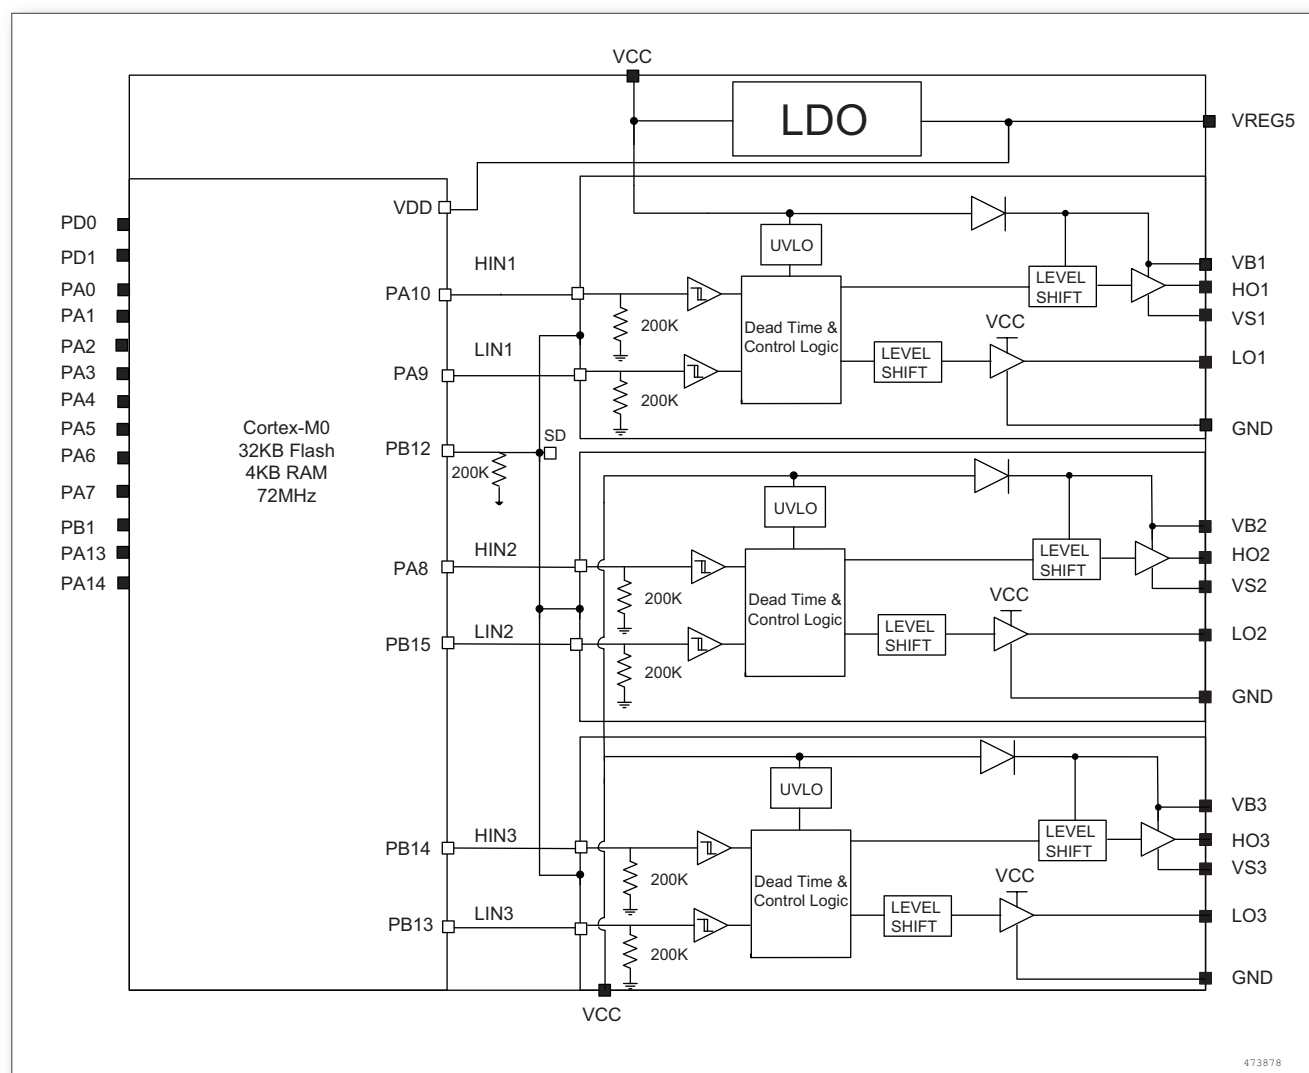 VCC
LDO
VREG5
VDD
PD0
PD1
PA0
PA1
PA2
PA3
PA4
PA5
PA6
PA7
PB1
PA13
PA14
Cortex-M0
32KB Flash
4KB RAM
72MHz
PA10
PA9
PB12
PA8
PB15
PB14
PB13
HIN1
LIN1
SD
200K
HIN2
LIN2
HIN3
LIN3
UVLO
200K
200K
Dead Time &
Control Logic
LEVEL
SHIFT
LEVEL
SHIFT
VCC
VB1
HO1
VS1
LO1
GND
UVLO
200K
200K
Dead Time &
Control Logic
LEVEL
SHIFT
LEVEL
SHIFT
VCC
VB2
HO2
VS2
LO2
GND
UVLO
200K
200K
Dead Time &
Control Logic
LEVEL
SHIFT
LEVEL
SHIFT
VCC
VB3
HO3
VS3
LO3
GND
VCC
473878